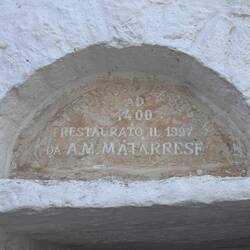 AD
1400
RESTAURATO IL 1997
DA A.M. MATARRESE